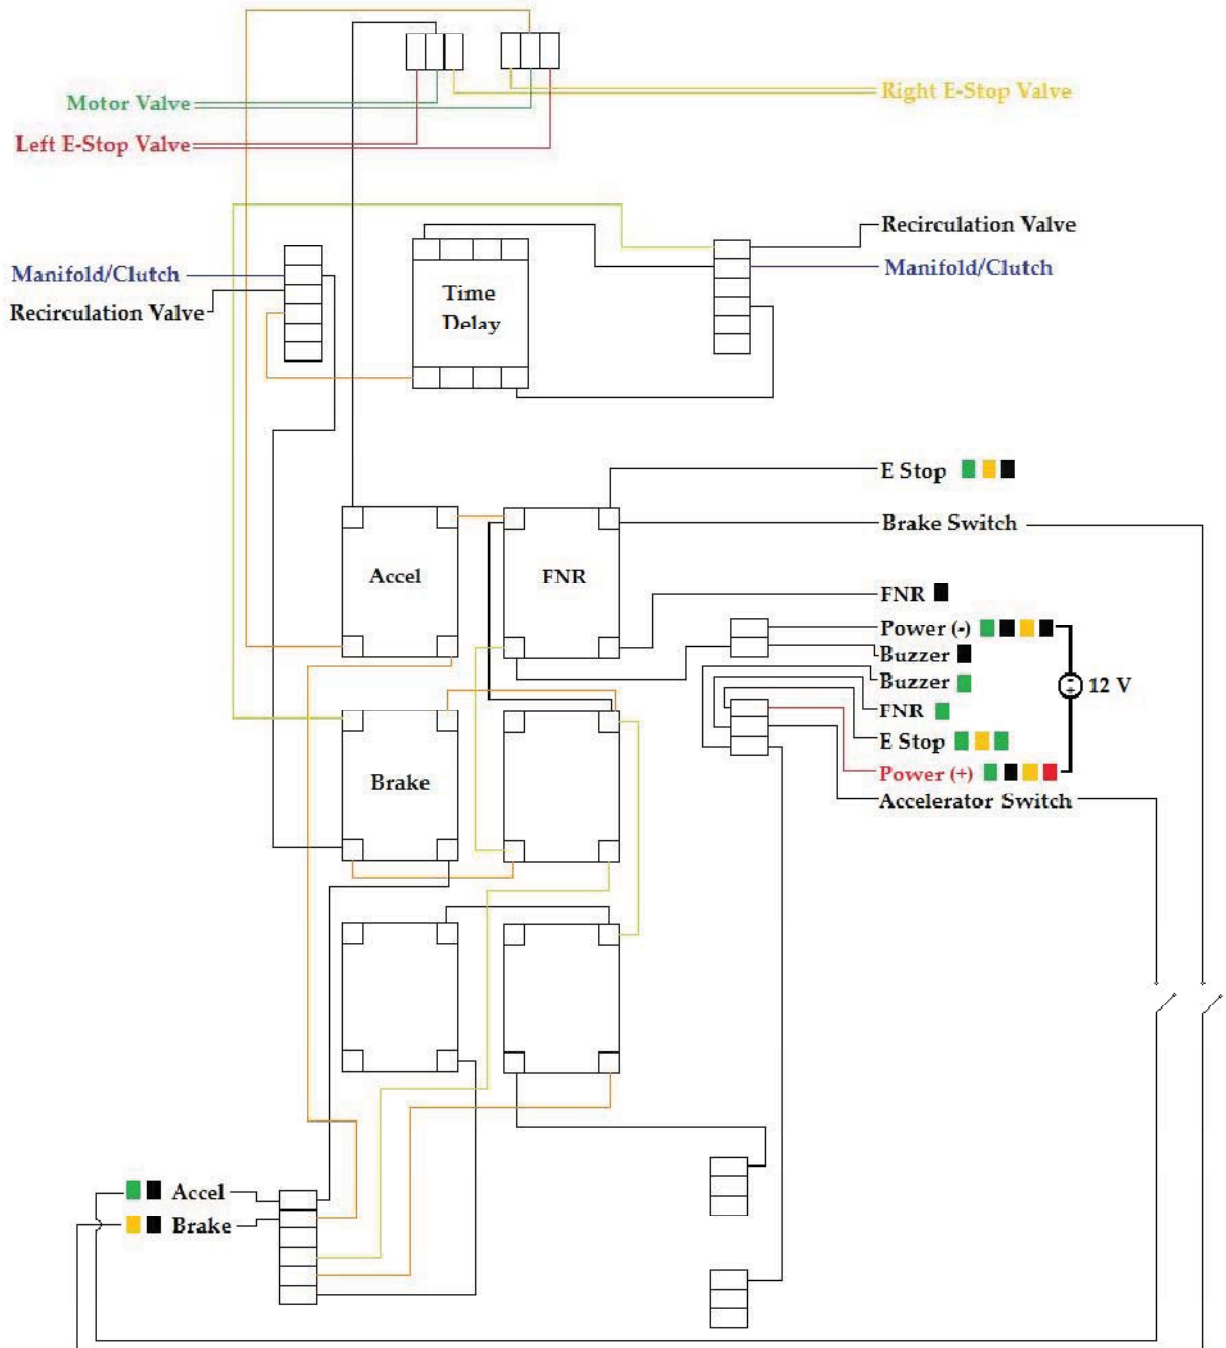 Motor Valve
Right E-Stop Valve
Left E-Stop Valve
Recirculation Valve
Manifold/Clutch
Manifold/Clutch
Recirculation Valve
Time
Delay
E Stop
Brake Switch
Accel
FNR
FNR
Power (-)
Buzzer
Buzzer
- + 12 V
FNR
E Stop
Brake
Power (+)
Accelerator Switch
Accel
Brake